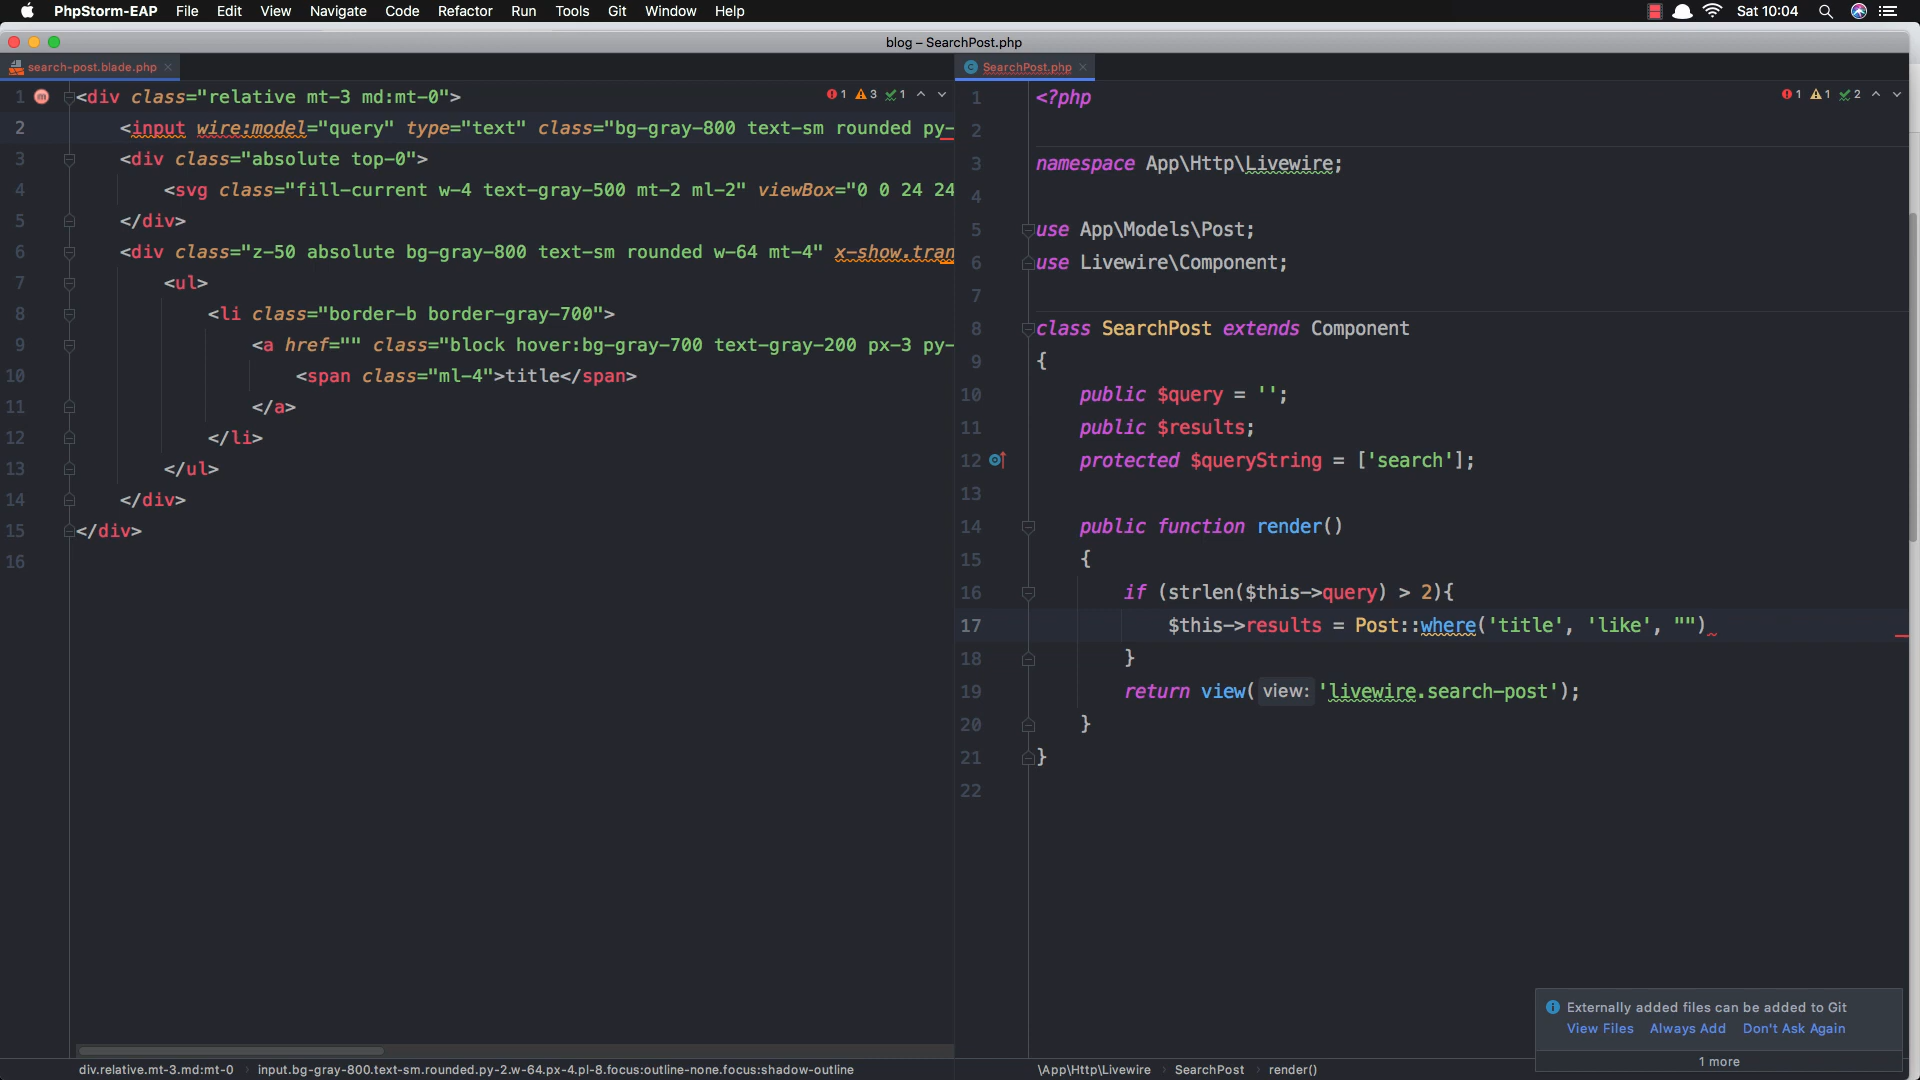 PhpStorm-EAP File Edit View Navigate Code Refactor Run Tools Git Window Help Sat 10:04
blog – SearchPost.php
search-post.blade.php
1 <div class="relative mt-3 md:mt-0"> 1 3 1
2 <input wire:model="query" type="text" class="bg-gray-800 text-sm rounded py-
3 <div class="absolute top-0">
4 <svg class="fill-current w-4 text-gray-500 mt-2 ml-2" viewBox="0 0 24 24
5 </div>
6 <div class="z-50 absolute bg-gray-800 text-sm rounded w-64 mt-4" x-show.tran
7 <ul>
8 <li class="border-b border-gray-700">
9 <a href="" class="block hover:bg-gray-700 text-gray-200 px-3 py-
10 <span class="ml-4">title</span>
11 </a>
12 </li>
13 </ul>
14 </div>
15 </div>
16
div.relative.mt-3.md:mt-0 input.bg-gray-800.text-sm.rounded.py-2.w-64.px-4.pl-8.focus:outline-none.focus:shadow-outline
SearchPost.php
1 <?php 1 1 2
2
3 namespace App\Http\Livewire;
4
5 use App\Models\Post;
6 use Livewire\Component;
7
8 class SearchPost extends Component
9 {
10 public $query = '';
11 public $results;
12 protected $queryString = ['search'];
13
14 public function render()
15 {
16 if (strlen($this->query) > 2){
17 $this->results = Post::where('title', 'like', "")
18 }
19 return view( view: 'livewire.search-post');
20 }
21 }
22
Externally added files can be added to Git
View Files Always Add Don't Ask Again
1 more
\App\Http\Livewire SearchPost render()